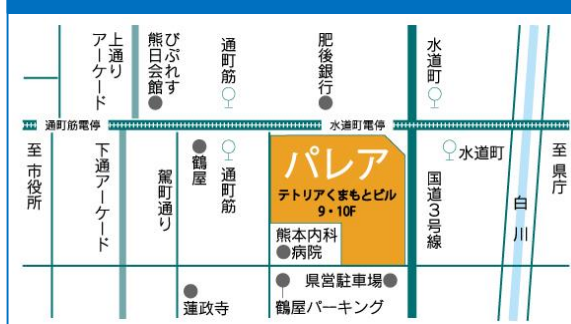 上通り
アーケード
びぷれす
熊日会館
通町筋
肥後銀行
水道町
通町筋電停
水道町電停
至 市役所
下通アーケード
駕町通り
鶴屋
通町筋
パレア
テトリアくまもとビル
9・10F
熊本内科
病院
国道3号線
水道町
白川
至 県庁
蓮政寺
県営駐車場
鶴屋パーキング